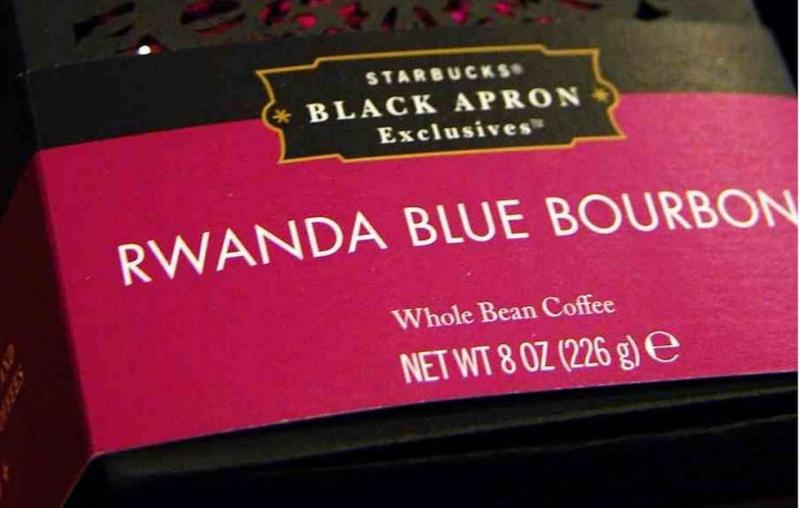 STARBUCKS®
BLACK APRON
Exclusives™
RWANDA BLUE BOURBON
Whole Bean Coffee
NET WT 8 OZ (226 g) ℮